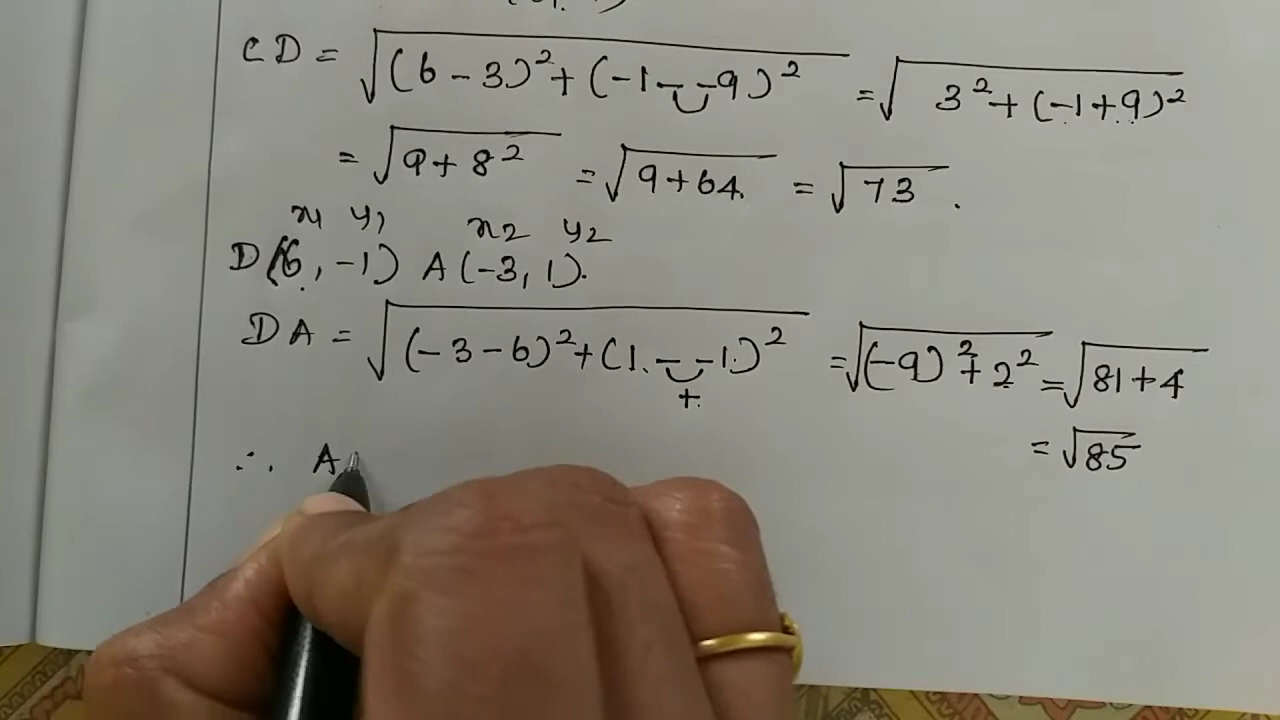 CD = √(6 - 3)² + (-1 - -9)² = √3² + (-1 + 9)²
= √9 + 8² = √9 + 64 = √73.
x1 y1 x2 y2
D(6, -1) A(-3, 1).
DA = √(-3 - 6)² + (1 - -1)² = √(-9)² + 2² = √81 + 4
+
= √85
∴ A